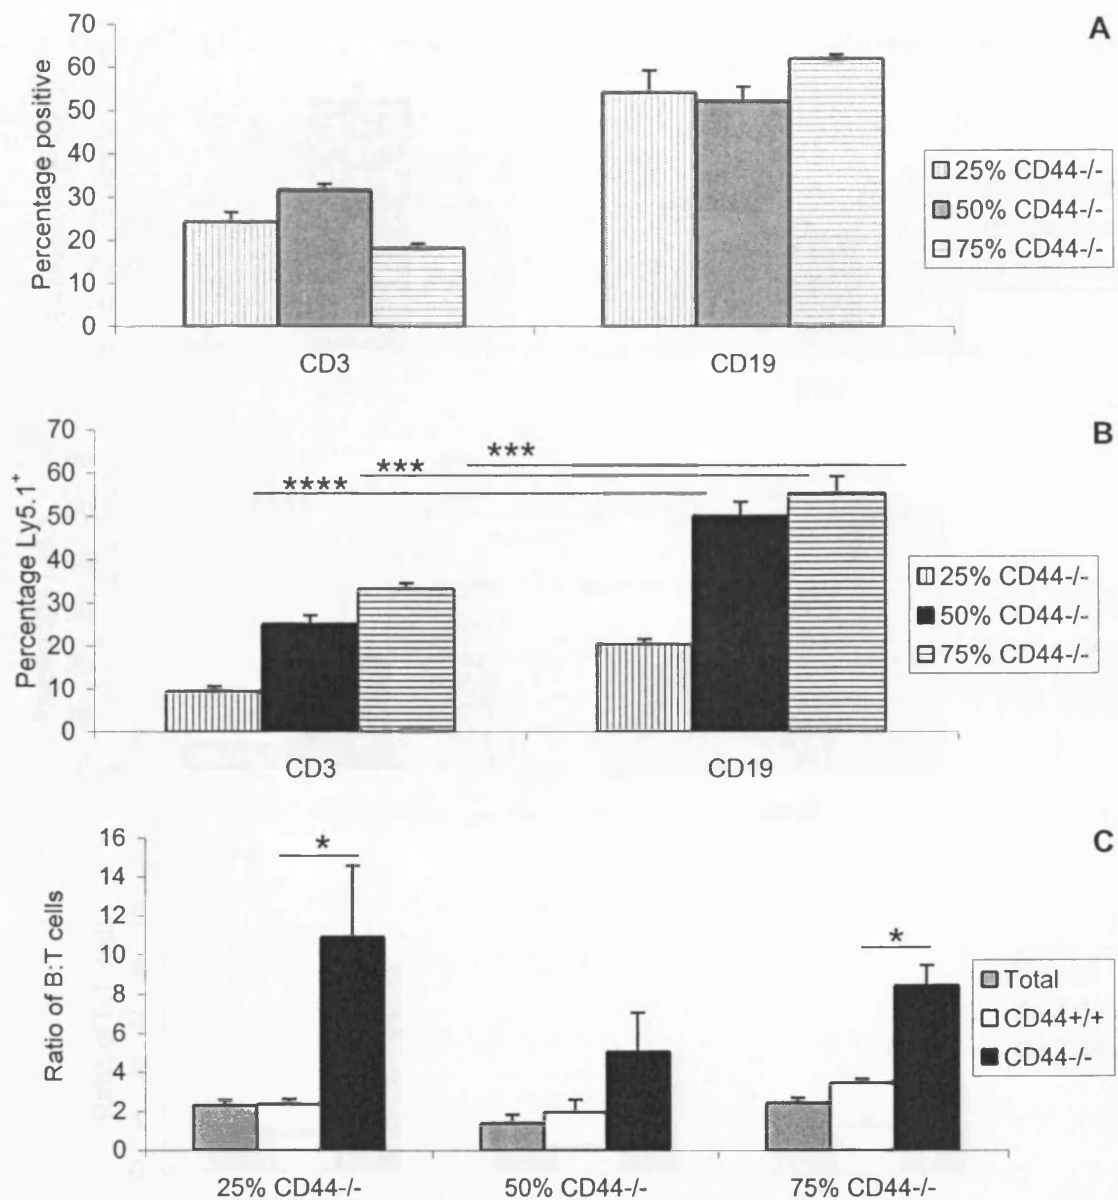 A
Percentage positive
70
60
50
40
30
20
10
0
CD3
CD19
25% CD44-/-
50% CD44-/-
75% CD44-/-
B
Percentage Ly5.1+
70
60
50
40
30
20
10
0
****
***
***
CD3
CD19
25% CD44-/-
50% CD44-/-
75% CD44-/-
C
Ratio of B:T cells
16
14
12
10
8
6
4
2
0
*
*
25% CD44-/-
50% CD44-/-
75% CD44-/-
Total
CD44+/+
CD44-/-